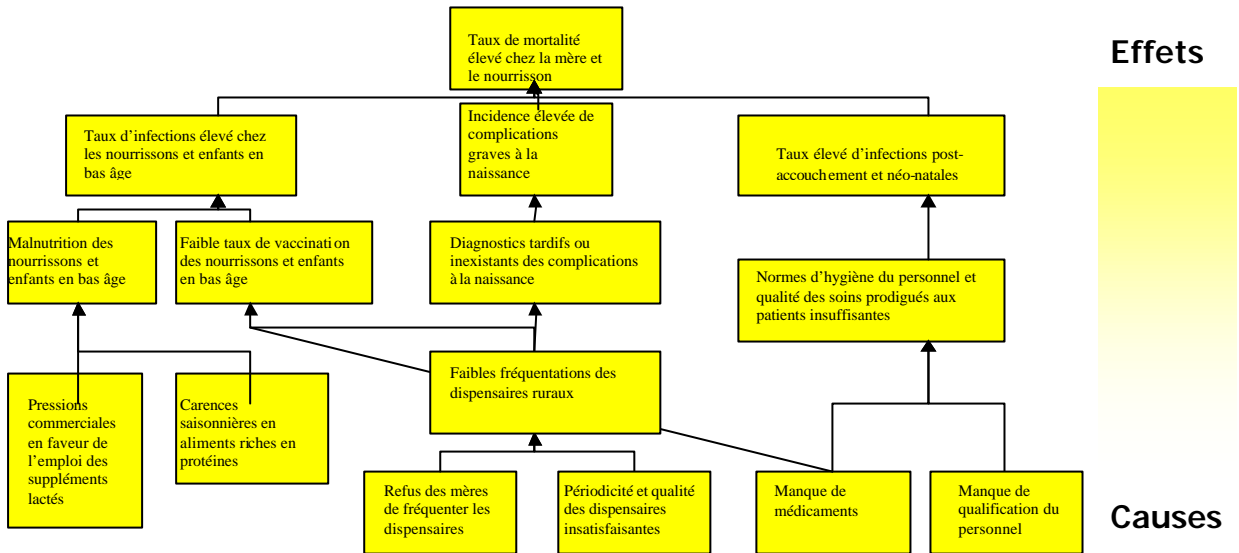 Taux de mortalité
élevé chez la mère et
le nourrisson
Effets
Taux d'infections élevé chez
les nourrissons et enfants en
bas âge
Incidence élevée de
complications
graves à la
naissance
Taux élevé d'infections post-
accouchement et néo-natales
Malnutrition des
nourrissons et
enfants en bas âge
Faible taux de vaccination
des nourrissons et enfants
en bas âge
Diagnostics tardifs ou
inexistants des complications
à la naissance
Normes d'hygiène du personnel et
qualité des soins prodigués aux
patients insuffisantes
Faibles fréquentations des
dispensaires ruraux
Pressions
commerciales
en faveur de
l'emploi des
suppléments
lactés
Carences
saisonnières en
aliments riches en
protéines
Refus des mères
de fréquenter les
dispensaires
Périodicité et qualité
des dispensaires
insatisfaisantes
Manque de
médicaments
Manque de
qualification du
personnel
Causes